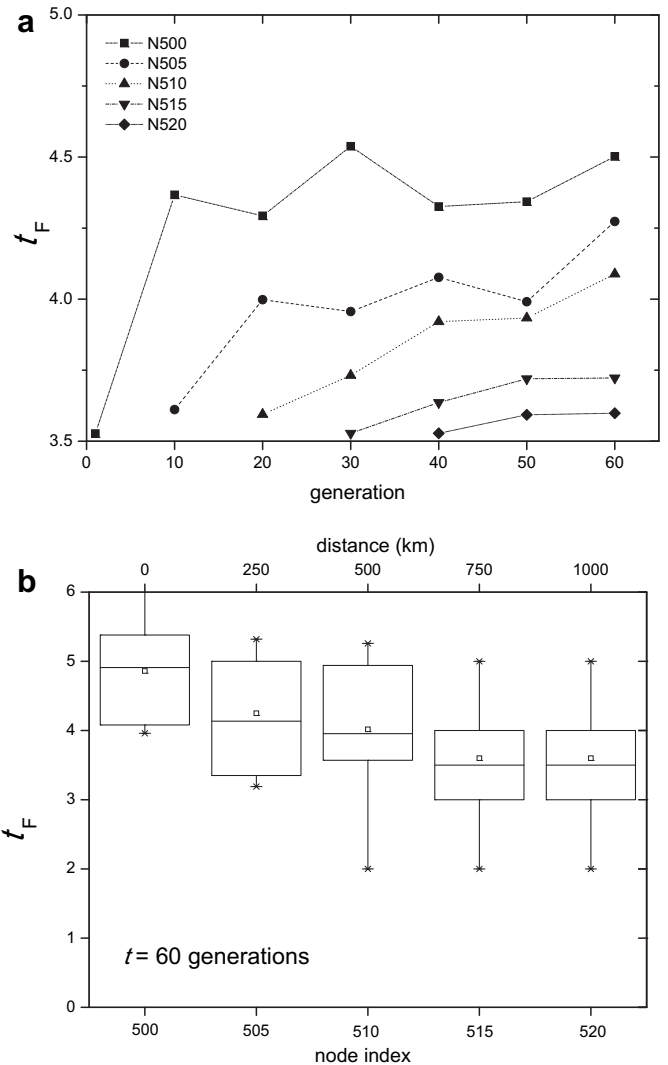 a
5.0
4.5
4.0
3.5
t_F
N500
N505
N510
N515
N520
0 10 20 30 40 50 60
generation
b
distance (km)
0 250 500 750 1000
6
5
4
3
2
1
0
t_F
t = 60 generations
500 505 510 515 520
node index